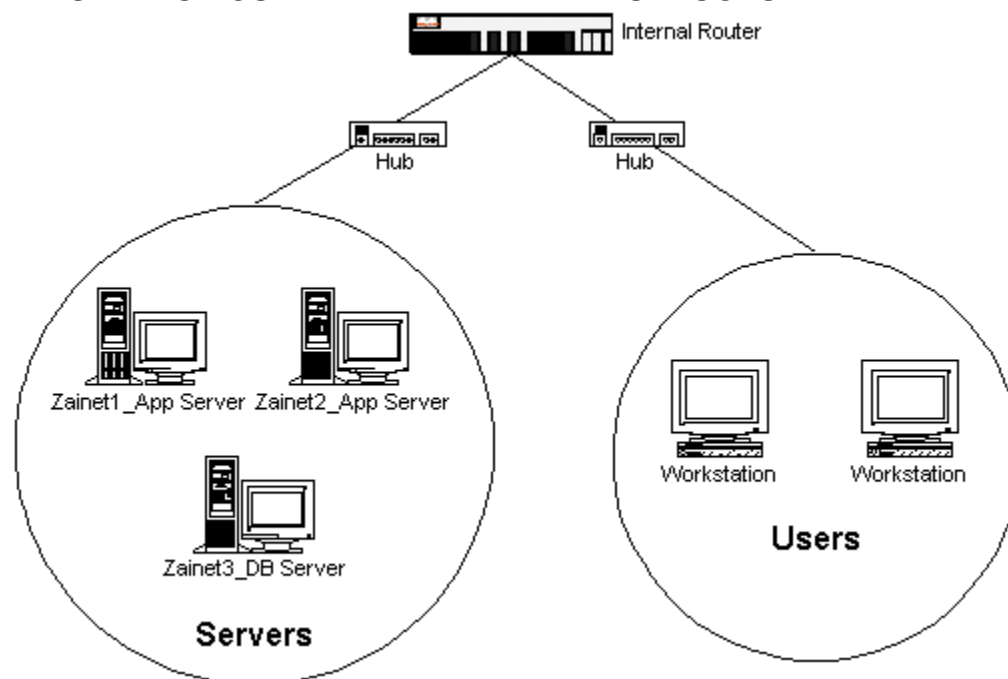 Internal Router
Hub
Hub
Zainet1_App Server
Zainet2_App Server
Zainet3_DB Server
Servers
Workstation
Workstation
Users